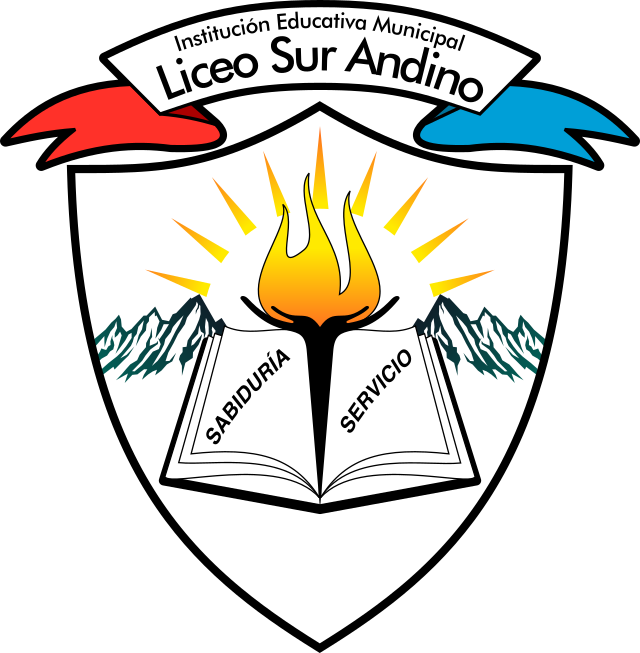 Institución Educativa Municipal
Liceo Sur Andino
SABIDURÍA
SERVICIO